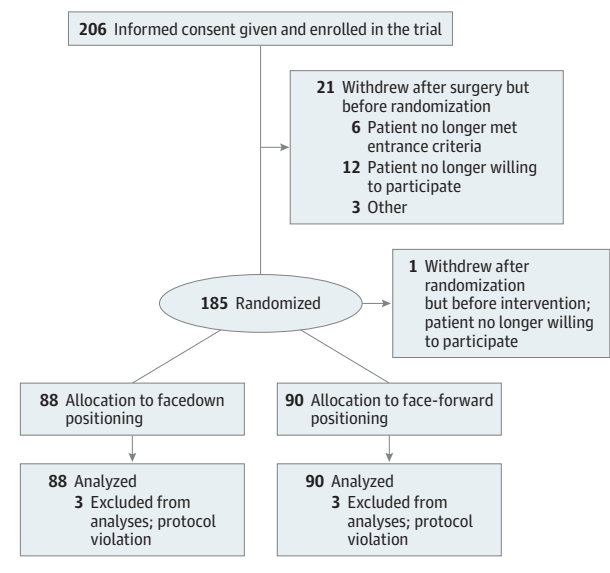 206 Informed consent given and enrolled in the trial
21 Withdrew after surgery but
before randomization
6 Patient no longer met
entrance criteria
12 Patient no longer willing
to participate
3 Other
1 Withdrew after
randomization
but before intervention;
patient no longer willing
to participate
185 Randomized
88 Allocation to facedown
positioning
90 Allocation to face-forward
positioning
88 Analyzed
3 Excluded from
analyses; protocol
violation
90 Analyzed
3 Excluded from
analyses; protocol
violation